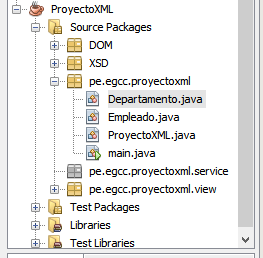 ProyectoXML
Source Packages
DOM
XSD
pe.egcc.proyectoxml
Departamento.java
Empleado.java
ProyectoXML.java
main.java
pe.egcc.proyectoxml.service
pe.egcc.proyectoxml.view
Test Packages
Libraries
Test Libraries